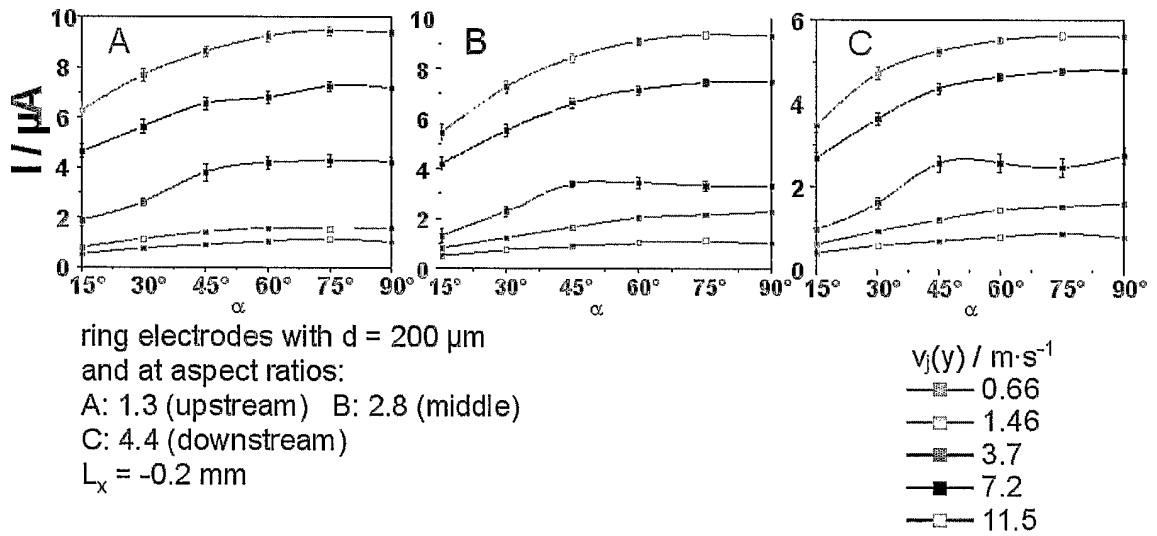 A
B
C
I / µA
10
8
6
4
2
0
10
8
6
4
2
0
6
4
2
0
15° 30° 45° 60° 75° 90°
15° 30° 45° 60° 75° 90°
15° 30° 45° 60° 75° 90°
α
α
α
ring electrodes with d = 200 µm
and at aspect ratios:
A: 1.3 (upstream) B: 2.8 (middle)
C: 4.4 (downstream)
Lx = -0.2 mm
vj(y) / m·s⁻¹
0.66
1.46
3.7
7.2
11.5